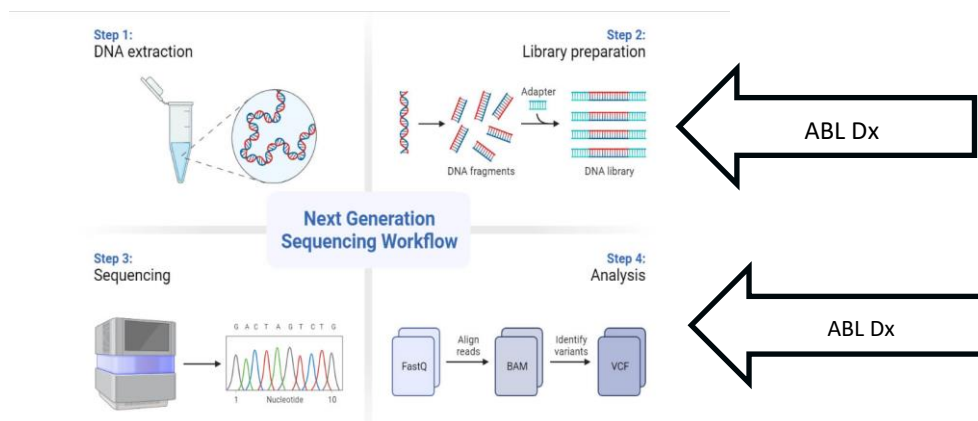 Step 1:
DNA extraction
Step 2:
Library preparation
Adapter
DNA fragments
DNA library
ABL Dx
Next Generation
Sequencing Workflow
Step 3:
Sequencing
G A C T A G T C T G
1 Nucleotide 10
Step 4:
Analysis
FastQ
Align
reads
BAM
Identify
variants
VCF
ABL Dx